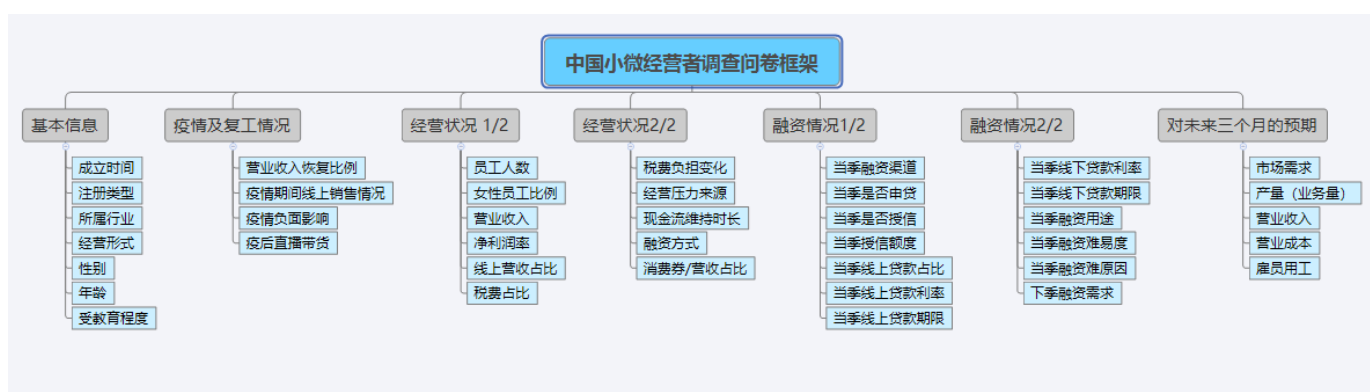 中国小微经营者调查问卷框架
基本信息
成立时间
注册类型
所属行业
经营形式
性别
年龄
受教育程度
疫情及复工情况
营业收入恢复比例
疫情期间线上销售情况
疫情负面影响
疫后直播带货
经营状况 1/2
员工人数
女性员工比例
营业收入
净利润率
线上营收占比
税费占比
经营状况2/2
税费负担变化
经营压力来源
现金流维持时长
融资方式
消费券/营收占比
融资情况1/2
当季融资渠道
当季是否申贷
当季是否授信
当季授信额度
当季线上贷款占比
当季线上贷款利率
当季线上贷款期限
融资情况2/2
当季线下贷款利率
当季线下贷款期限
当季融资用途
当季融资难易度
当季融资难原因
下季融资需求
对未来三个月的预期
市场需求
产量（业务量）
营业收入
营业成本
雇员用工